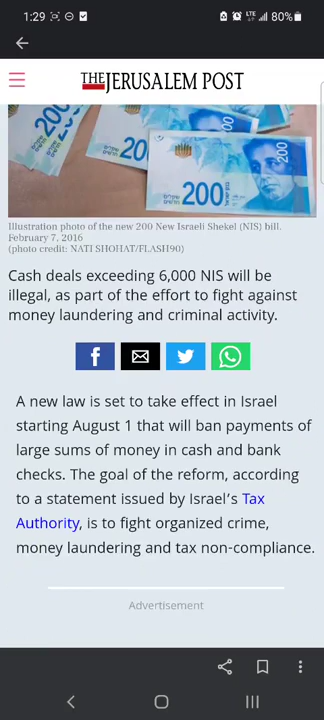 1:29
LTE
80%
THE JERUSALEM POST
200
20
200
200
Illustration photo of the new 200 New Israeli Shekel (NIS) bill.
February 7, 2016
(photo credit: NATI SHOHAT/FLASH90)
Cash deals exceeding 6,000 NIS will be
illegal, as part of the effort to fight against
money laundering and criminal activity.
A new law is set to take effect in Israel
starting August 1 that will ban payments of
large sums of money in cash and bank
checks. The goal of the reform, according
to a statement issued by Israel’s Tax
Authority, is to fight organized crime,
money laundering and tax non-compliance.
Advertisement